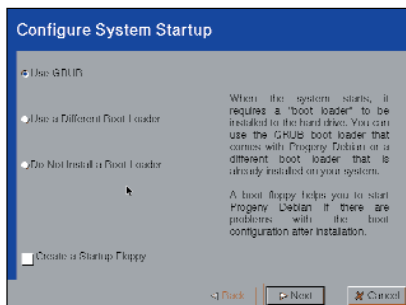 Configure System Startup
Use GRUB
Use a Different Boot Loader
Do Not Install a Boot Loader
When the system starts, it
requires a "boot loader" to be
installed to the hard drive. You can
use the GRUB boot loader that
comes with Progeny Debian or a
different boot loader that is
already installed on your system.
A boot floppy helps you to start
Progeny Debian if there are
problems with the boot
configuration after installation.
Create a Startup Floppy
Back
Next
Cancel